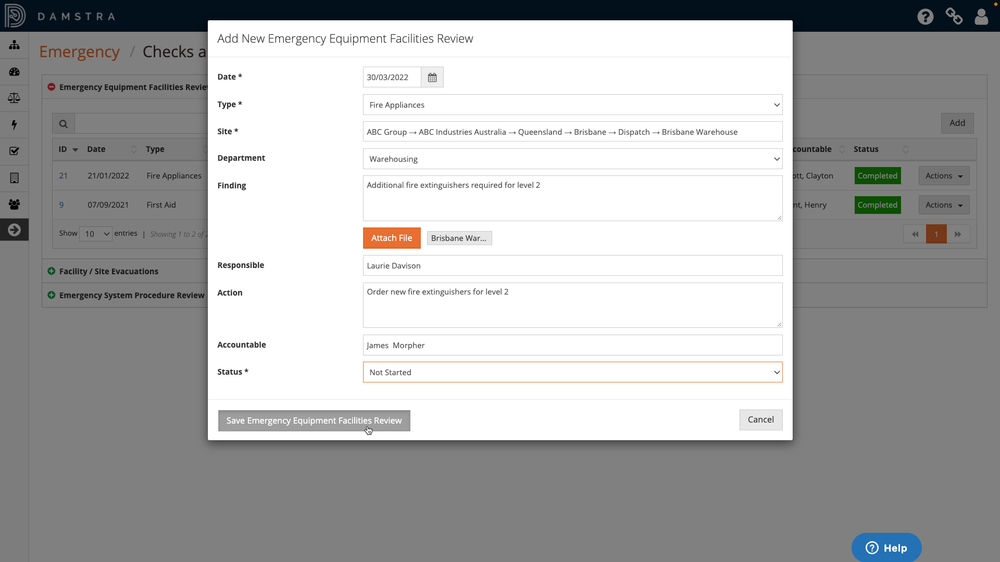 DAMSTRA
Add New Emergency Equipment Facilities Review
Emergency / Checks a
Date * 30/03/2022
Emergency Equipment Facilities Revie
Type * Fire Appliances
Site * ABC Group → ABC Industries Australia → Queensland → Brisbane → Dispatch → Brisbane Warehouse
Add
ID Date Type
countable Status
Department Warehousing
21 21/01/2022 Fire Appliances
ott, Clayton Completed Actions
Finding Additional fire extinguishers required for level 2
9 07/09/2021 First Aid
nt, Henry Completed Actions
Show 10 entries | Showing 1 to 2 of 2
1
Attach File Brisbane War...
Responsible Laurie Davison
Facility / Site Evacuations
Action Order new fire extinguishers for level 2
Emergency System Procedure Review
Accountable James Morpher
Status * Not Started
Save Emergency Equipment Facilities Review Cancel
Help